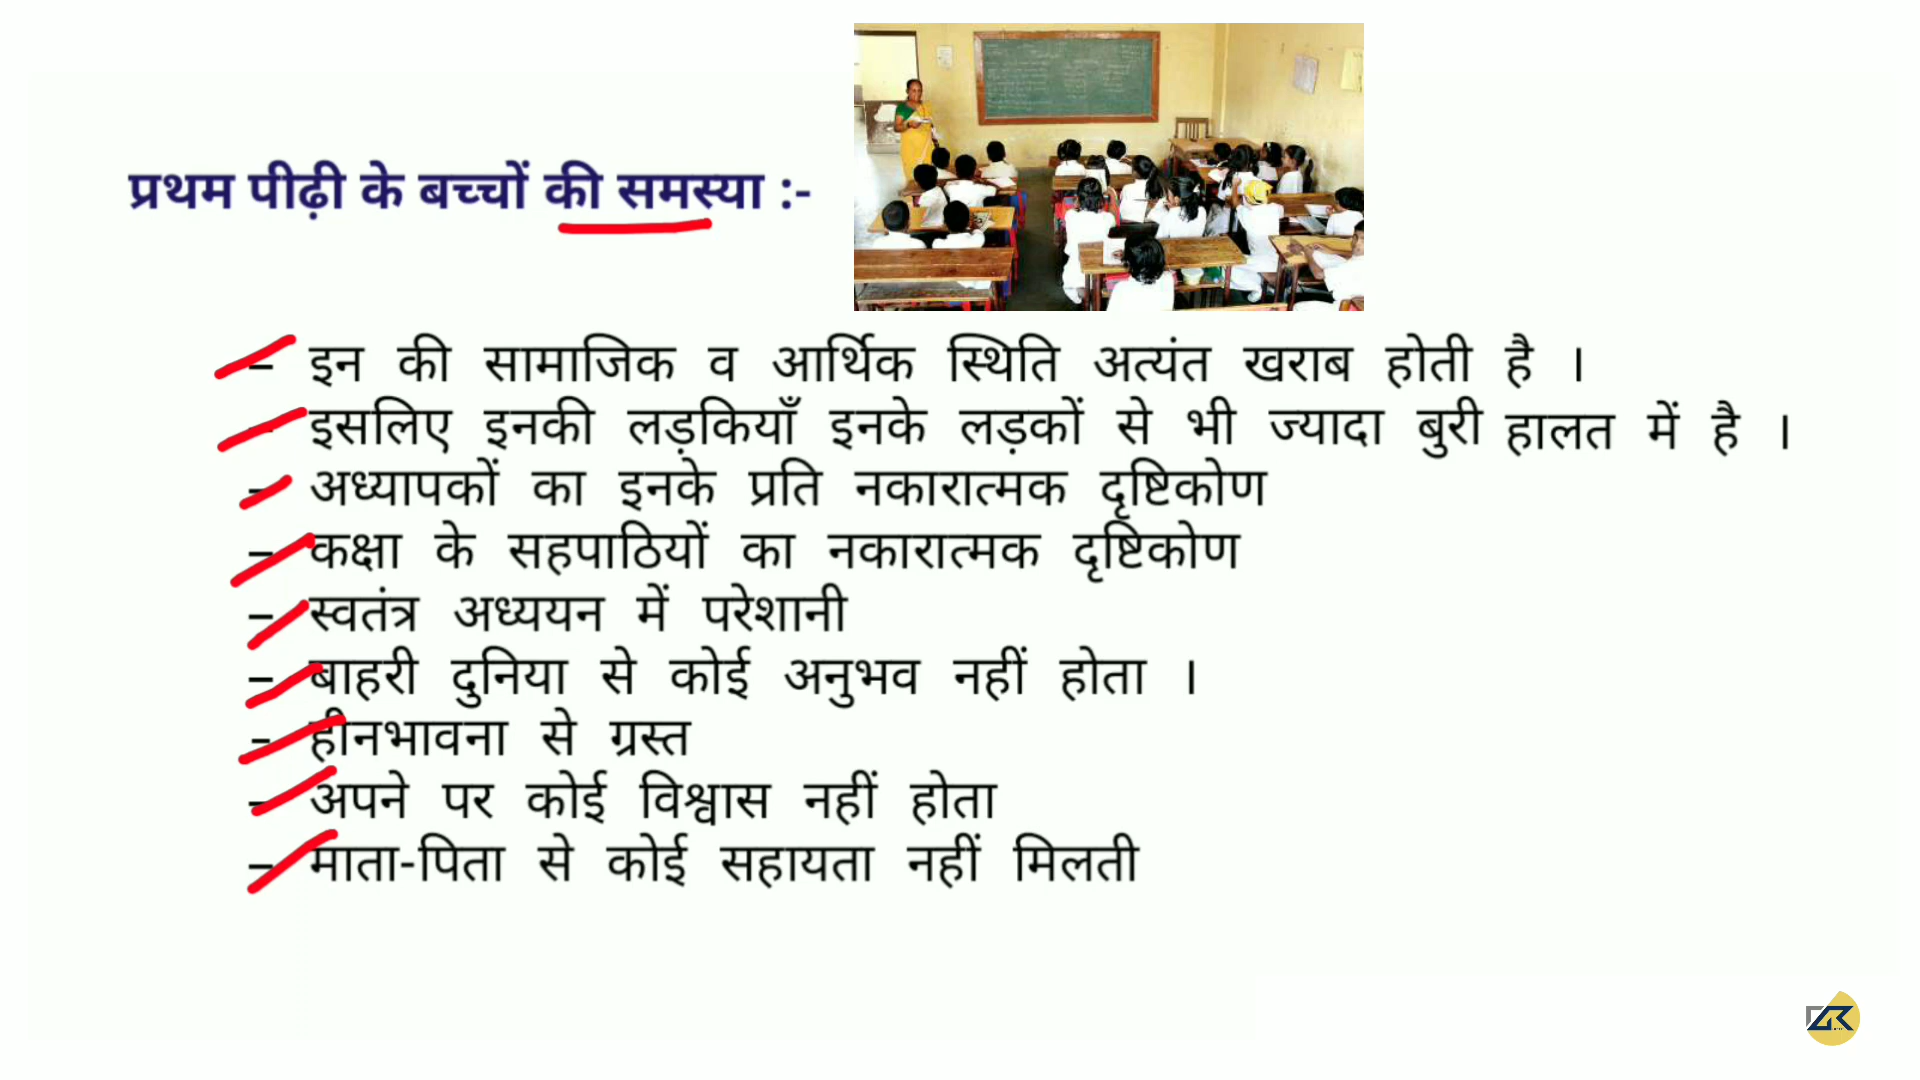 प्रथम पीढ़ी के बच्चों की समस्या :-
– इन की सामाजिक व आर्थिक स्थिति अत्यंत खराब होती है ।
– इसलिए इनकी लड़कियाँ इनके लड़कों से भी ज्यादा बुरी हालत में है ।
– अध्यापकों का इनके प्रति नकारात्मक दृष्टिकोण
– कक्षा के सहपाठियों का नकारात्मक दृष्टिकोण
– स्वतंत्र अध्ययन में परेशानी
– बाहरी दुनिया से कोई अनुभव नहीं होता ।
- हीनभावना से ग्रस्त
– अपने पर कोई विश्वास नहीं होता
– माता-पिता से कोई सहायता नहीं मिलती